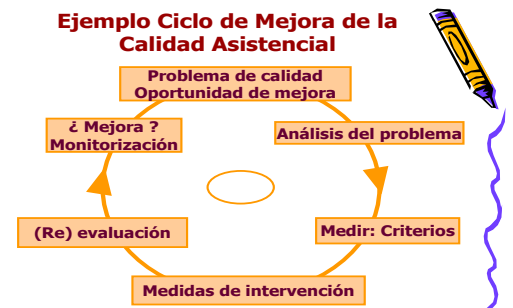 Ejemplo Ciclo de Mejora de la
Calidad Asistencial
Problema de calidad
Oportunidad de mejora
¿ Mejora ?
Monitorización
Análisis del problema
(Re) evaluación
Medir: Criterios
Medidas de intervención